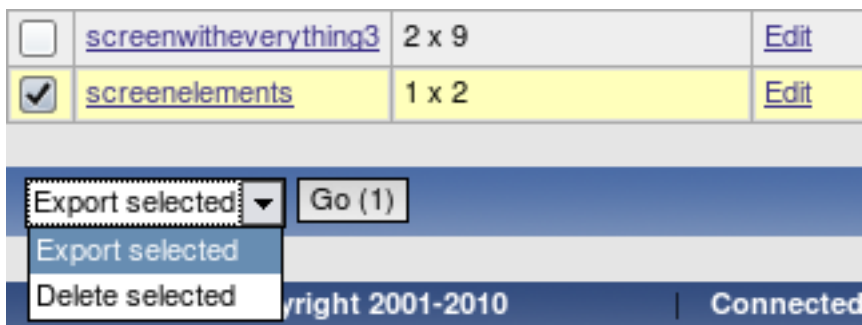 screenwitheverything3 2 x 9 Edit
screenelements 1 x 2 Edit
Export selected Go (1)
Export selected
Delete selected
yright 2001-2010 | Connected